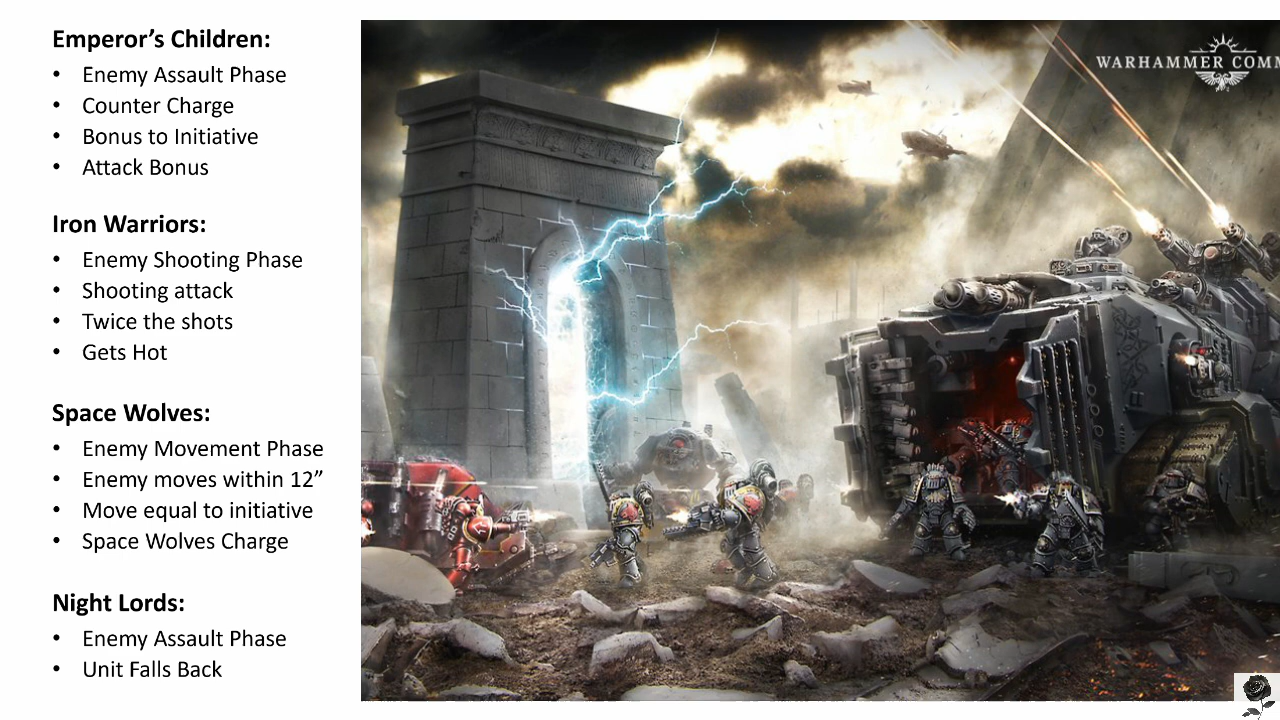 Emperor’s Children:
• Enemy Assault Phase
• Counter Charge
• Bonus to Initiative
• Attack Bonus
Iron Warriors:
• Enemy Shooting Phase
• Shooting attack
• Twice the shots
• Gets Hot
Space Wolves:
• Enemy Movement Phase
• Enemy moves within 12”
• Move equal to initiative
• Space Wolves Charge
Night Lords:
• Enemy Assault Phase
• Unit Falls Back
WARHAMMER COMM